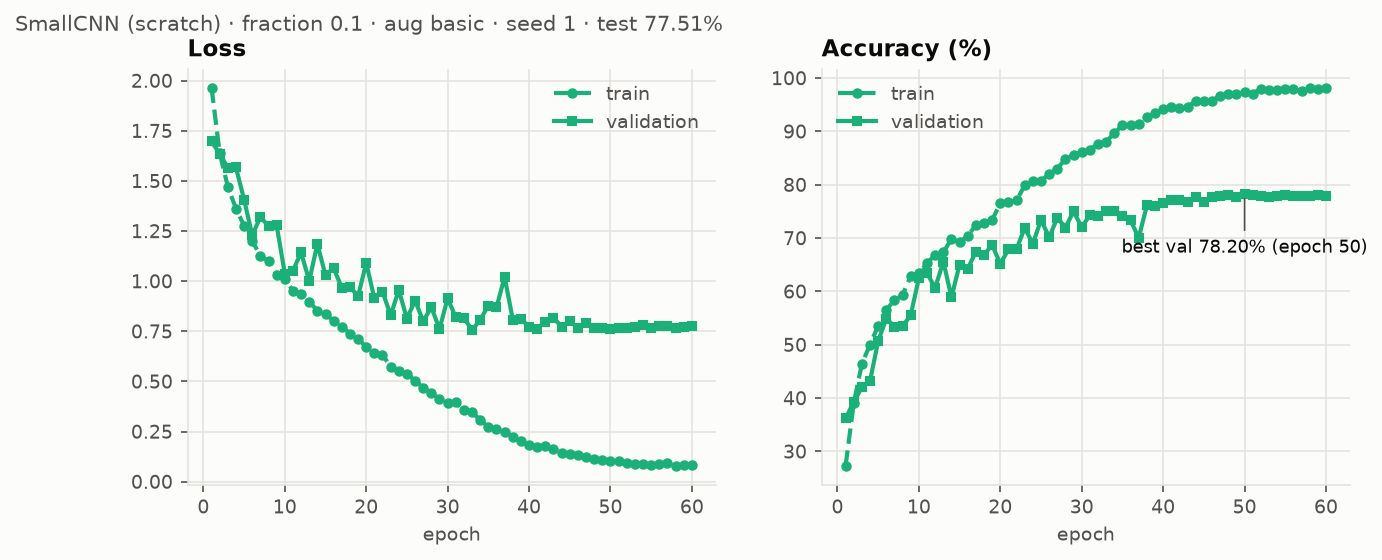 SmallCNN (scratch) · fraction 0.1 · aug basic · seed 1 · test 77.51%
Loss
2.00
1.75
1.50
1.25
1.00
0.75
0.50
0.25
0.00
train
validation
0 10 20 30 40 50 60
epoch
Accuracy (%)
100
90
80
70
60
50
40
30
train
validation
best val 78.20% (epoch 50)
0 10 20 30 40 50 60
epoch